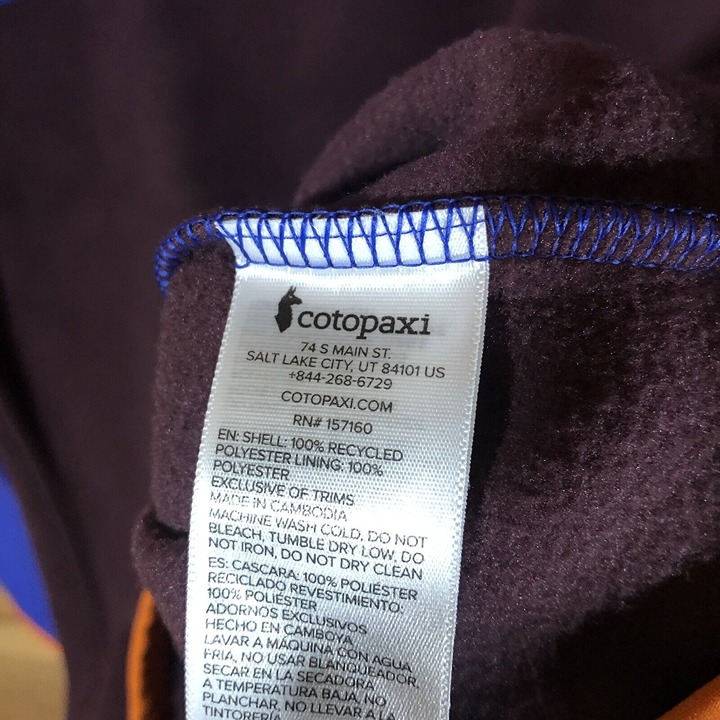 cotopaxi
74 S MAIN ST.
SALT LAKE CITY, UT 84101 US
+844-268-6729
COTOPAXI.COM
RN# 157160
EN: SHELL: 100% RECYCLED
POLYESTER LINING: 100%
POLYESTER
EXCLUSIVE OF TRIMS
MADE IN CAMBODIA
MACHINE WASH COLD, DO NOT
BLEACH, TUMBLE DRY LOW, DO
NOT IRON, DO NOT DRY CLEAN
ES: CASCARA: 100% POLIÉSTER
RECICLADO REVESTIMIENTO:
100% POLIÉSTER
ADORNOS EXCLUSIVOS
HECHO EN CAMBOYA
LAVAR A MÁQUINA CON AGUA
FRIA, NO USAR BLANQUEADOR,
SECAR EN LA SECADORA
A TEMPERATURA BAJA, NO
PLANCHAR, NO LLEVAR A LA
TINTORERÍA